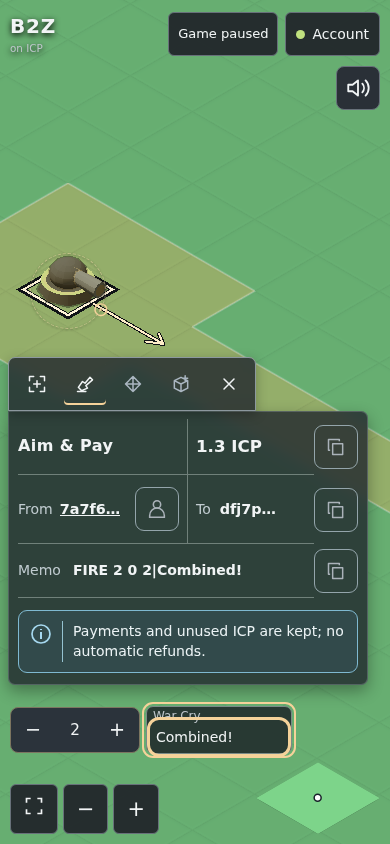 B2Z
on ICP
Game paused
Account
Aim & Pay
1.3 ICP
From 7a7f6...
To dfj7p...
Memo FIRE 2 0 2|Combined!
Payments and unused ICP are kept; no
automatic refunds.
− 2 +
War Cry
Combined!
− +